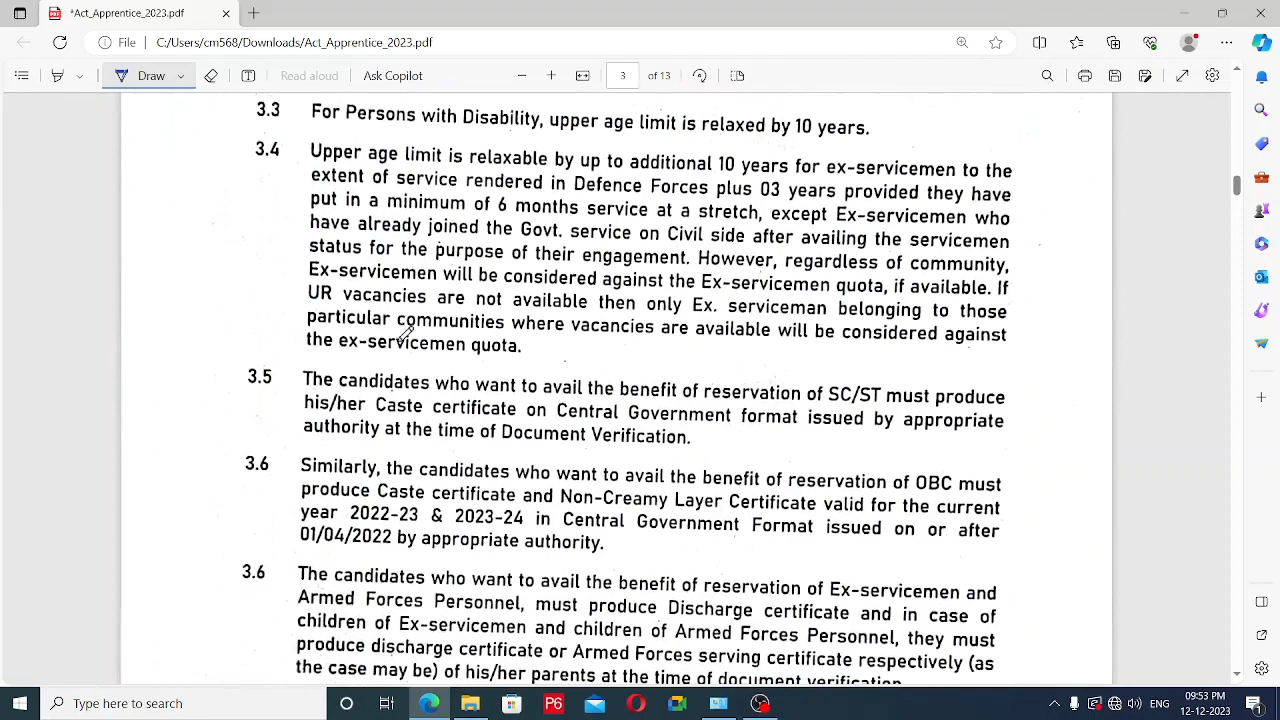 *Act_Apprentice_2023.pdf
File C:/Users/cm568/Downloads/Act_Apprentice_2023.pdf
Draw Read aloud Ask Copilot 3 of 13
3.3 For Persons with Disability, upper age limit is relaxed by 10 years.
3.4 Upper age limit is relaxable by up to additional 10 years for ex-servicemen to the
extent of service rendered in Defence Forces plus 03 years provided they have
put in a minimum of 6 months service at a stretch, except Ex-servicemen who
have already joined the Govt. service on Civil side after availing the servicemen
status for the purpose of their engagement. However, regardless of community,
Ex-servicemen will be considered against the Ex-servicemen quota, if available. If
UR vacancies are not available then only Ex. serviceman belonging to those
particular communities where vacancies are available will be considered against
the ex-servicemen quota.
3.5 The candidates who want to avail the benefit of reservation of SC/ST must produce
his/her Caste certificate on Central Government format issued by appropriate
authority at the time of Document Verification.
3.6 Similarly, the candidates who want to avail the benefit of reservation of OBC must
produce Caste certificate and Non-Creamy Layer Certificate valid for the current
year 2022-23 & 2023-24 in Central Government Format issued on or after
01/04/2022 by appropriate authority.
3.6 The candidates who want to avail the benefit of reservation of Ex-servicemen and
Armed Forces Personnel, must produce Discharge certificate and in case of
children of Ex-servicemen and children of Armed Forces Personnel, they must
produce discharge certificate or Armed Forces serving certificate respectively (as
the case may be) of his/her parents at the time of document verification
Type here to search
P6
09:53 PM
12-12-2023